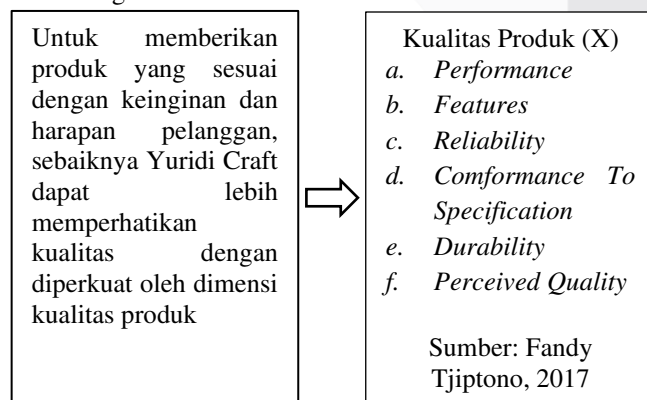 Untuk memberikan
produk yang sesuai
dengan keinginan dan
harapan pelanggan,
sebaiknya Yuridi Craft
dapat lebih
memperhatikan
kualitas dengan
diperkuat oleh dimensi
kualitas produk
Kualitas Produk (X)
a. Performance
b. Features
c. Reliability
d. Comformance To
Specification
e. Durability
f. Perceived Quality
Sumber: Fandy
Tjiptono, 2017